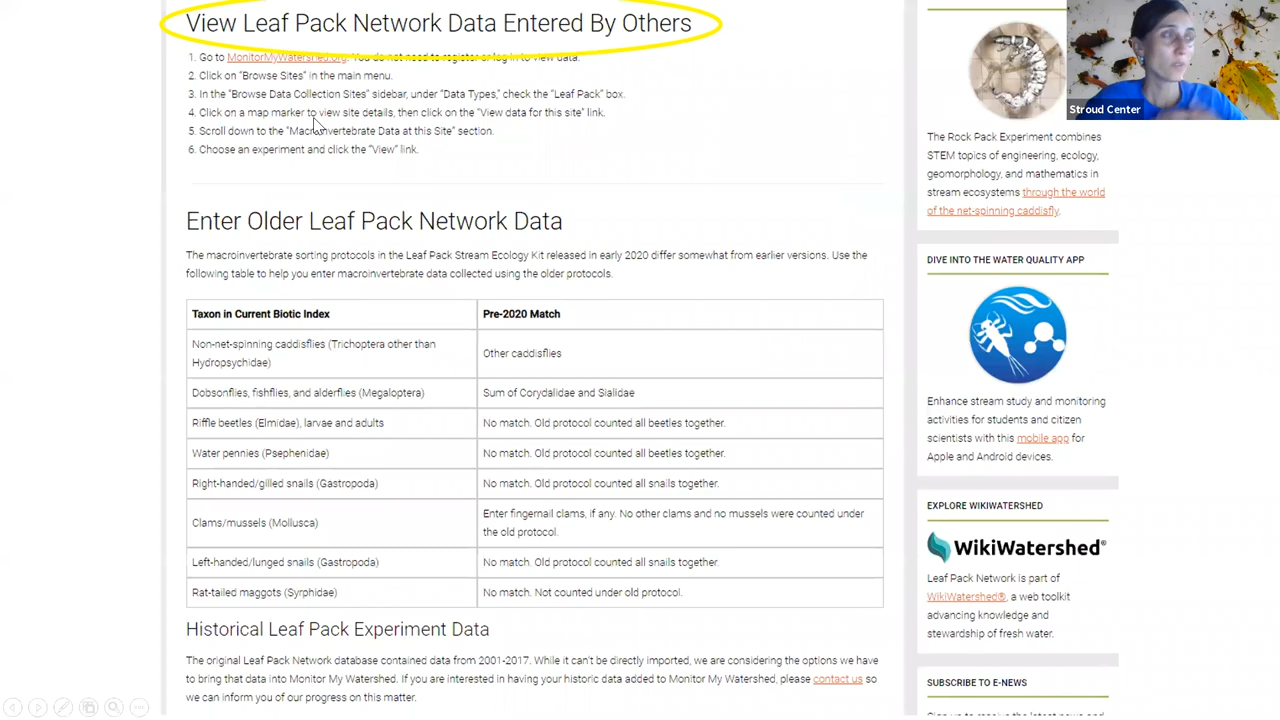 View Leaf Pack Network Data Entered By Others
1. Go to MonitorMyWatershed.org. You do not need to register or log in to view data.
2. Click on “Browse Sites” in the main menu.
3. In the “Browse Data Collection Sites” sidebar, under “Data Types,” check the “Leaf Pack” box.
4. Click on a map marker to view site details, then click on the “View data for this site” link.
5. Scroll down to the “Macroinvertebrate Data at this Site” section.
6. Choose an experiment and click the “View” link.
Enter Older Leaf Pack Network Data
The macroinvertebrate sorting protocols in the Leaf Pack Stream Ecology Kit released in early 2020 differ somewhat from earlier versions. Use the
following table to help you enter macroinvertebrate data collected using the older protocols.
Taxon in Current Biotic Index
Pre-2020 Match
Non-net-spinning caddisflies (Trichoptera other than
Hydropsychidae)
Other caddisflies
Dobsonflies, fishflies, and alderflies (Megaloptera)
Sum of Corydalidae and Sialidae
Riffle beetles (Elmidae), larvae and adults
No match. Old protocol counted all beetles together.
Water pennies (Psephenidae)
No match. Old protocol counted all beetles together.
Right-handed/gilled snails (Gastropoda)
No match. Old protocol counted all snails together.
Clams/mussels (Mollusca)
Enter fingernail clams, if any. No other clams and no mussels were counted under
the old protocol.
Left-handed/lunged snails (Gastropoda)
No match. Old protocol counted all snails together.
Rat-tailed maggots (Syrphidae)
No match. Not counted under old protocol.
Historical Leaf Pack Experiment Data
The original Leaf Pack Network database contained data from 2001-2017. While it can’t be directly imported, we are considering the options we have
to bring that data into Monitor My Watershed. If you are interested in having your historic data added to Monitor My Watershed, please contact us so
we can inform you of our progress on this matter.
Stroud Center
The Rock Pack Experiment combines
STEM topics of engineering, ecology,
geomorphology, and mathematics in
stream ecosystems through the world
of the net-spinning caddisfly.
DIVE INTO THE WATER QUALITY APP
Enhance stream study and monitoring
activities for students and citizen
scientists with this mobile app for
Apple and Android devices.
EXPLORE WIKIWATERSHED
WikiWatershed®
Leaf Pack Network is part of
WikiWatershed®, a web toolkit
advancing knowledge and
stewardship of fresh water.
SUBSCRIBE TO E-NEWS